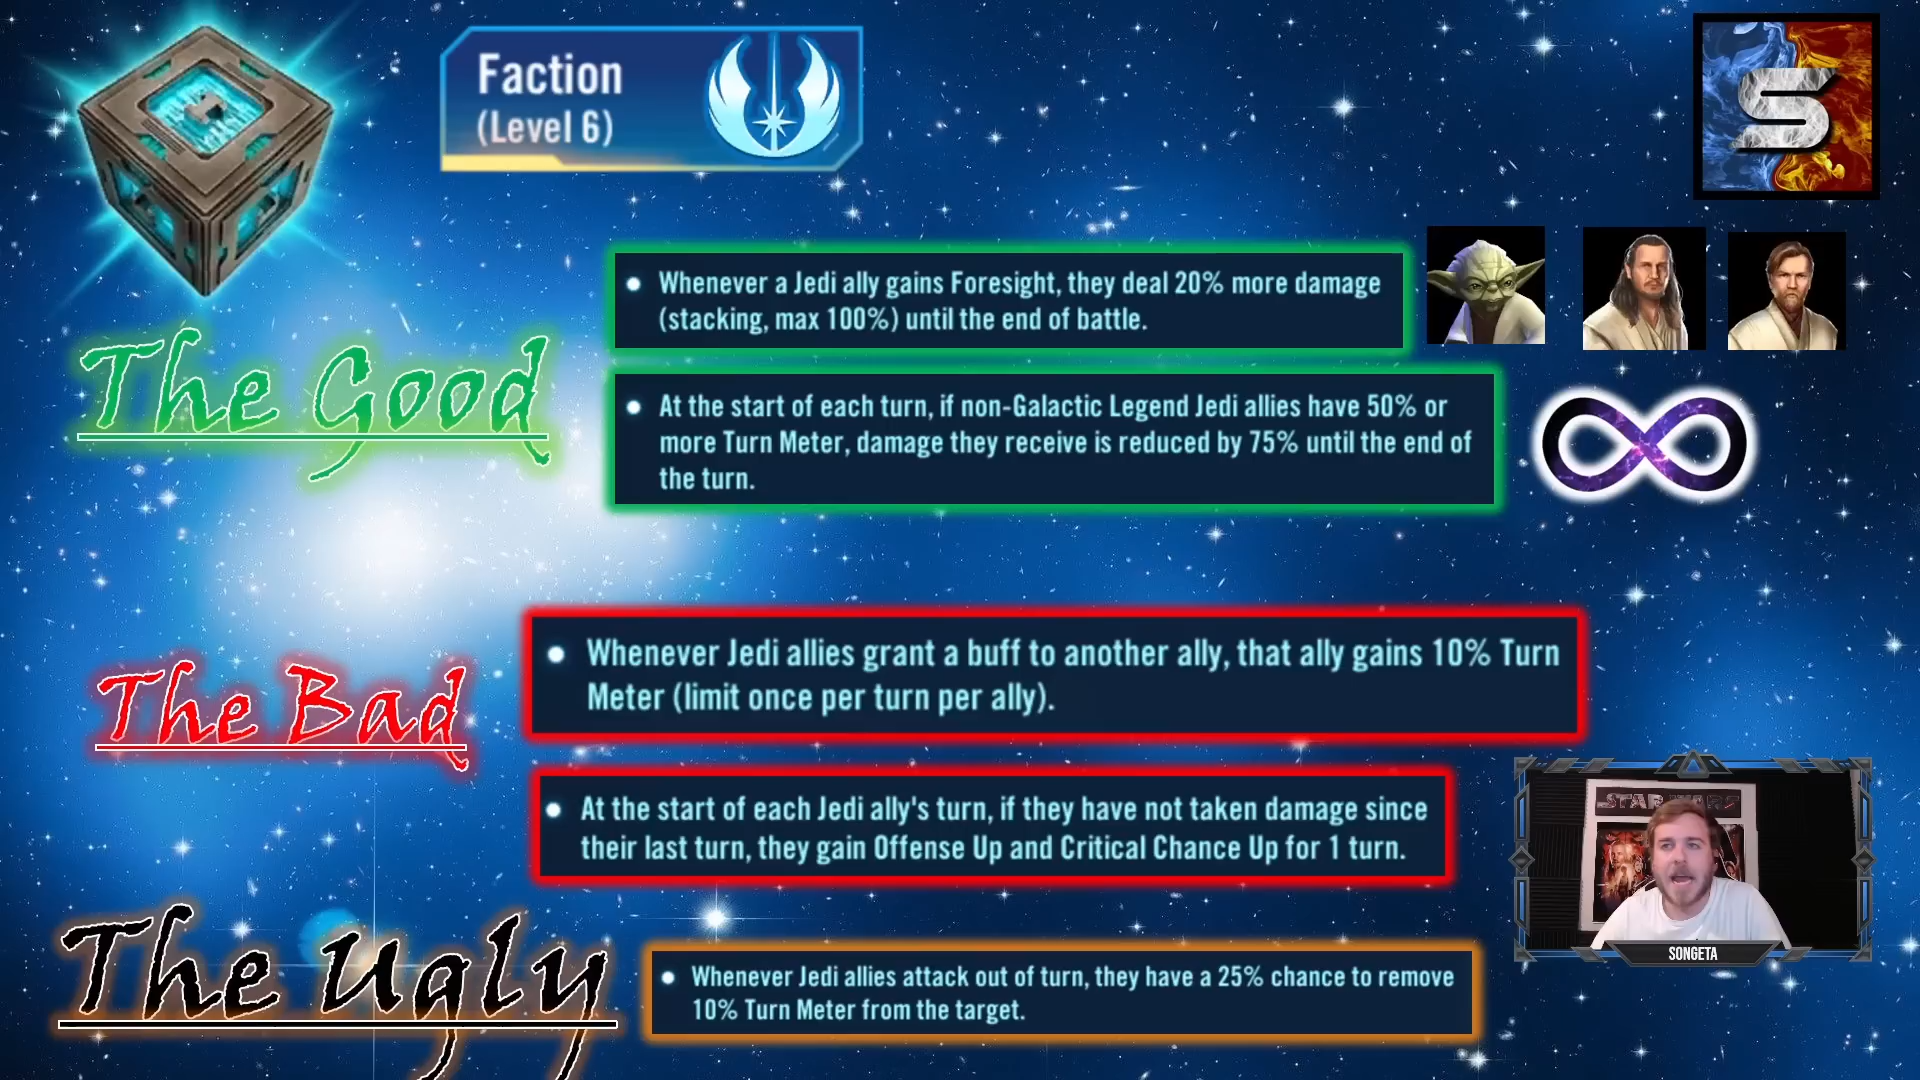 Faction
(Level 6)
S
The Good
• Whenever a Jedi ally gains Foresight, they deal 20% more damage
(stacking, max 100%) until the end of battle.
• At the start of each turn, if non-Galactic Legend Jedi allies have 50% or
more Turn Meter, damage they receive is reduced by 75% until the end of
the turn.
The Bad
• Whenever Jedi allies grant a buff to another ally, that ally gains 10% Turn
Meter (limit once per turn per ally).
• At the start of each Jedi ally's turn, if they have not taken damage since
their last turn, they gain Offense Up and Critical Chance Up for 1 turn.
STAR WARS
SONGETA
The Ugly
• Whenever Jedi allies attack out of turn, they have a 25% chance to remove
10% Turn Meter from the target.